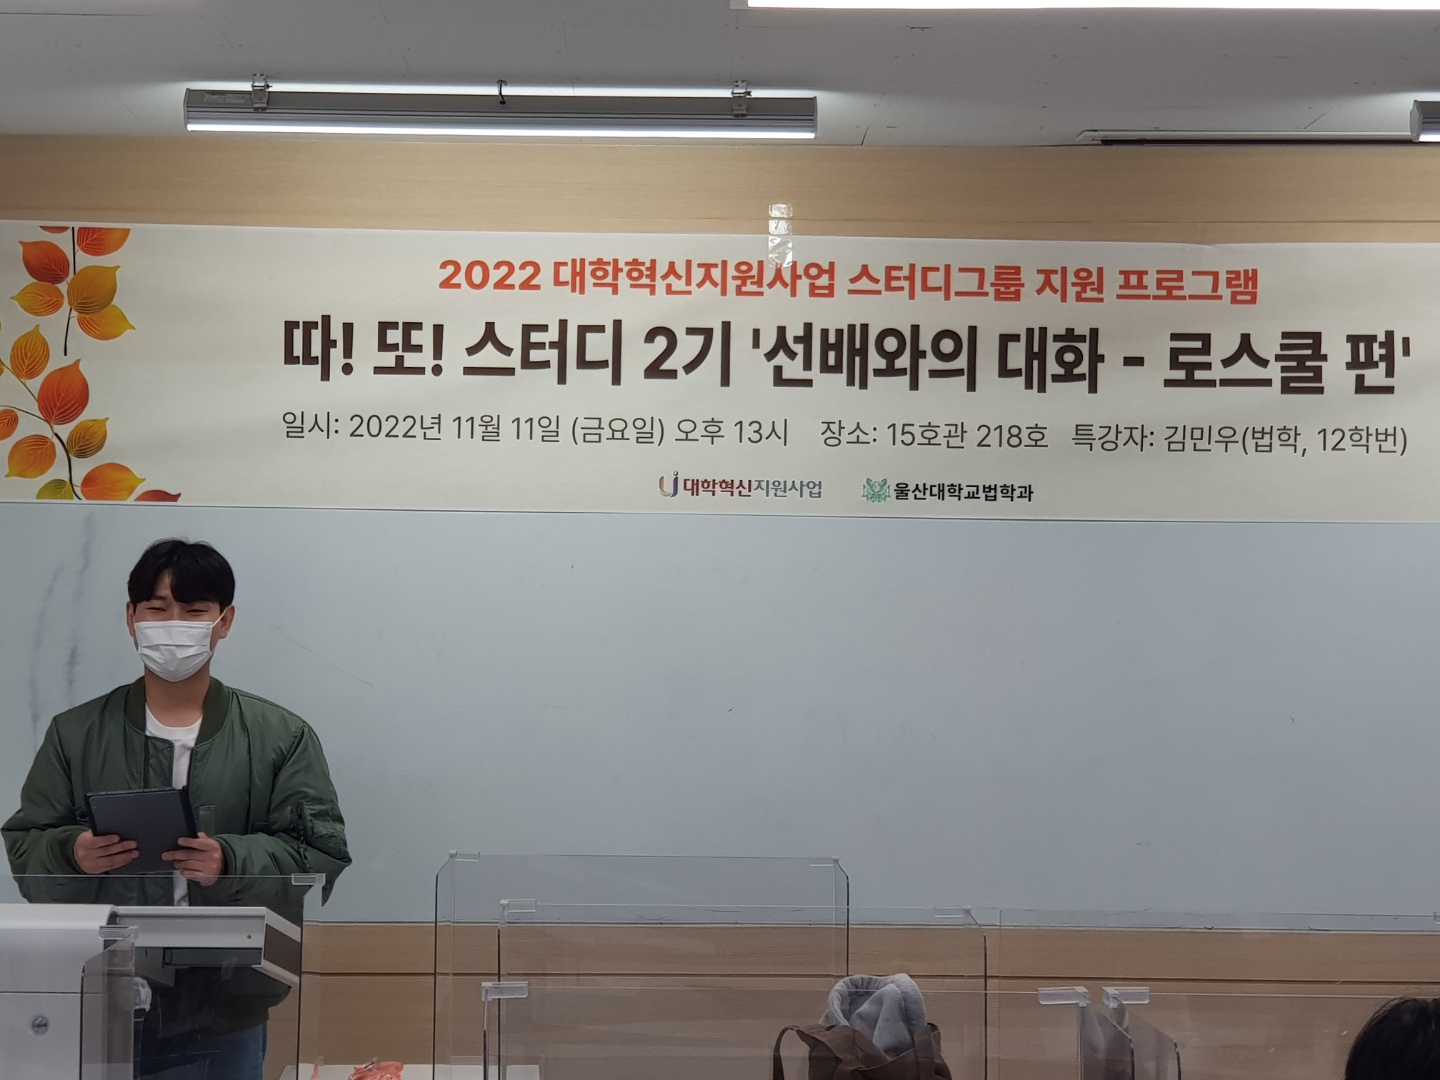 2022 대학혁신지원사업 스터디그룹 지원 프로그램
따! 또! 스터디 2기 '선배와의 대화 - 로스쿨 편'
일시: 2022년 11월 11일 (금요일) 오후 13시 장소: 15호관 218호 특강자: 김민우(법학, 12학번)
대학혁신지원사업 울산대학교법학과